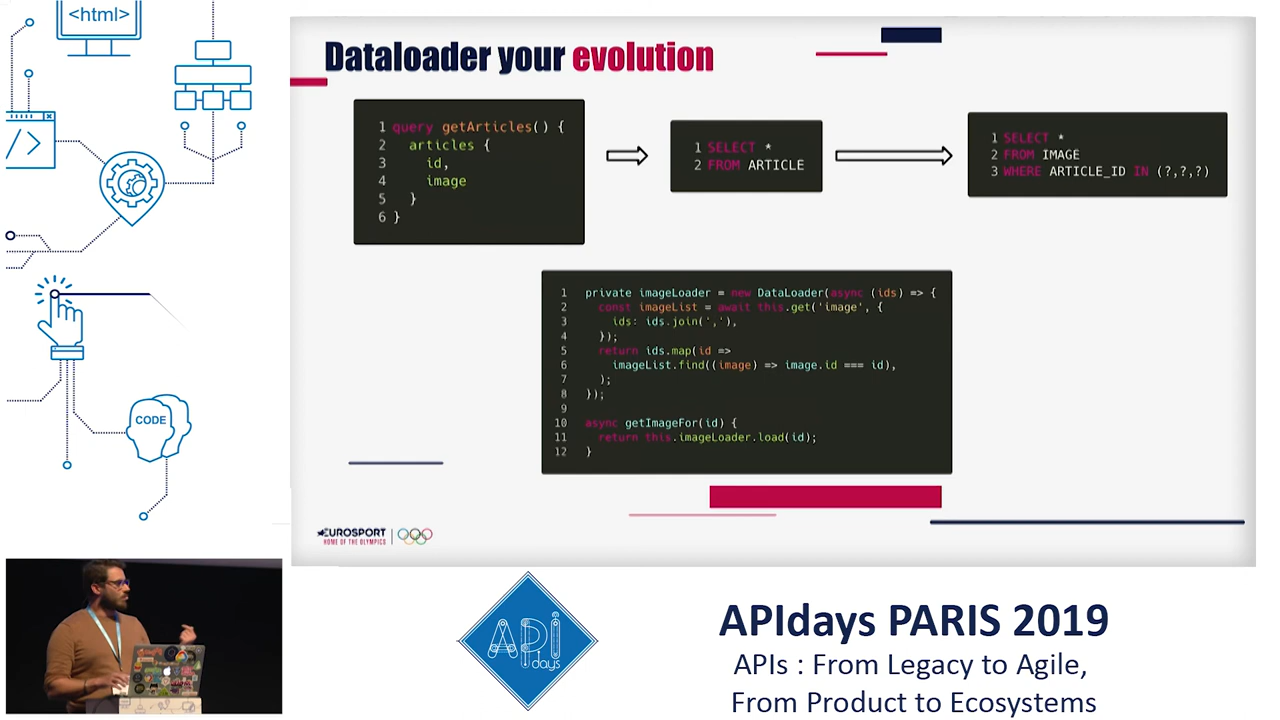 <html>
Dataloader your evolution
1 query getArticles() {
2 articles {
3 id,
4 image
5 }
6 }
1 SELECT *
2 FROM ARTICLE
1 SELECT *
2 FROM IMAGE
3 WHERE ARTICLE_ID IN (?,?,?)
1 private imageLoader = new DataLoader(async (ids) => {
2 const imageList = await this.get('image', {
3 ids: ids.join(','),
4 });
5 return ids.map(id =>
6 imageList.find((image) => image.id === id),
7 );
8 });
9
10 async getImageFor(id) {
11 return this.imageLoader.load(id);
12 }
/>
CODE
EUROSPORT
HOME OF THE OLYMPICS
API
days
APIdays PARIS 2019
APIs : From Legacy to Agile,
From Product to Ecosystems